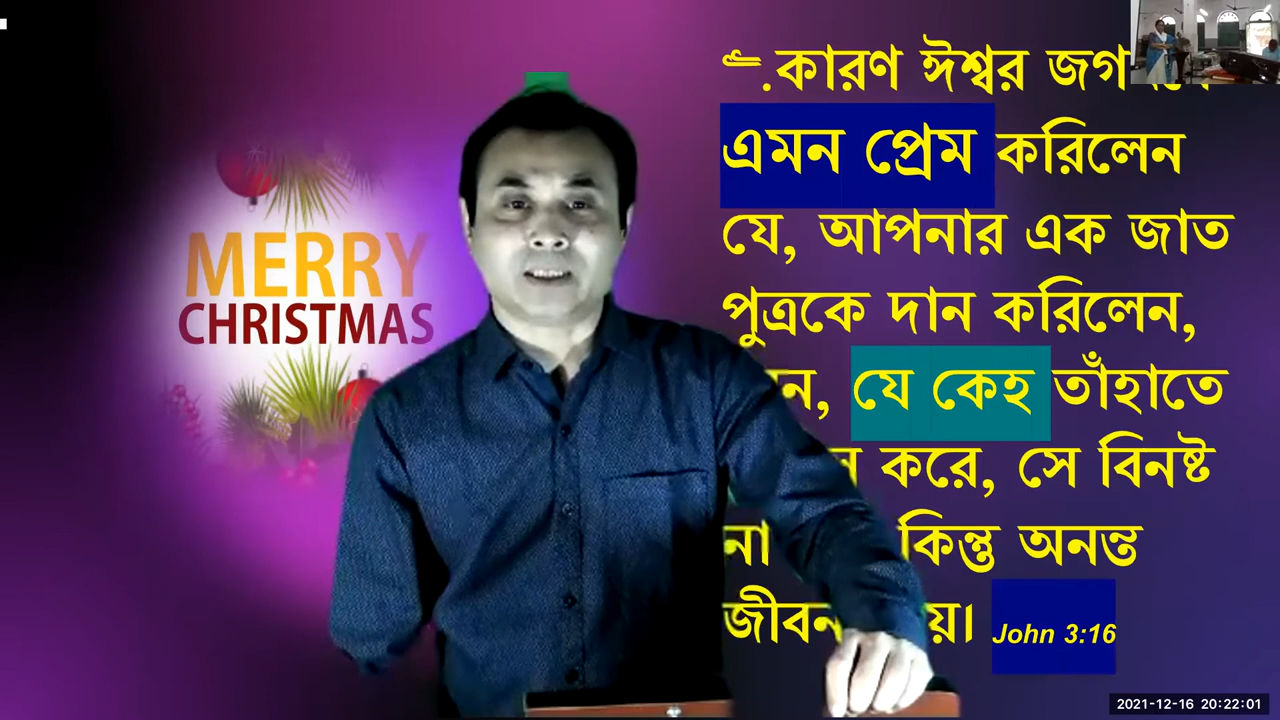 MERRY
CHRISTMAS
কারণ ঈশ্বর
এমন প্রেম করিলেন
যে, আপনার এক জাত
পুত্রকে দান করিলেন,
যে কেহ তাঁহাতে
করে, সে বিনষ্ট
না কিন্তু অনন্ত
জীবন
John 3:16
2021-12-16 20:22:01